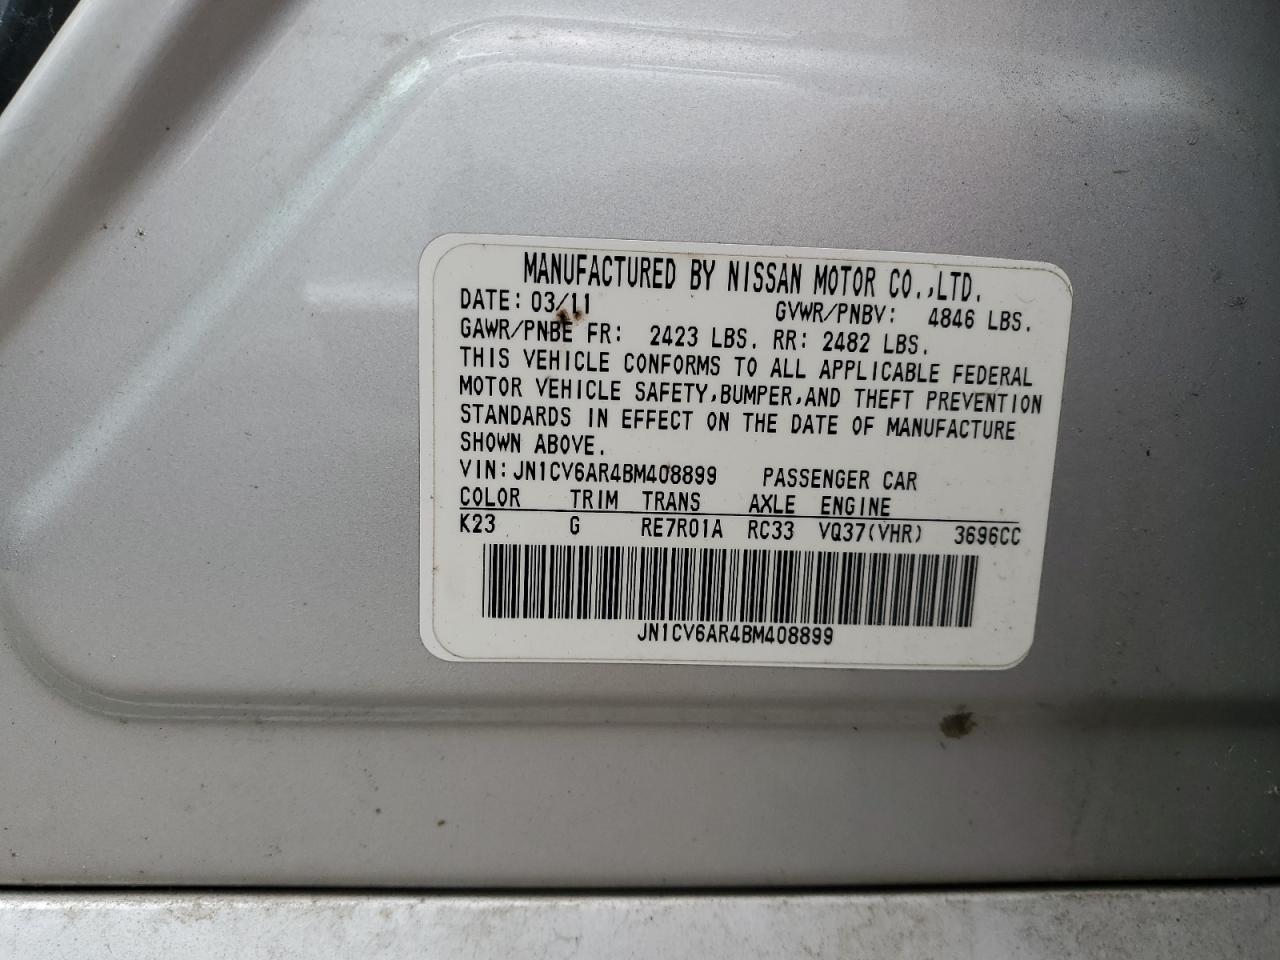 MANUFACTURED BY NISSAN MOTOR CO.,LTD.
DATE: 03/11 GVWR/PNBV: 4846 LBS.
GAWR/PNBE FR: 2423 LBS. RR: 2482 LBS.
THIS VEHICLE CONFORMS TO ALL APPLICABLE FEDERAL
MOTOR VEHICLE SAFETY,BUMPER,AND THEFT PREVENTION
STANDARDS IN EFFECT ON THE DATE OF MANUFACTURE
SHOWN ABOVE.
VIN:JN1CV6AR4BM408899 PASSENGER CAR
COLOR TRIM TRANS AXLE ENGINE
K23 G RE7R01A RC33 VQ37(VHR) 3696CC
JN1CV6AR4BM408899